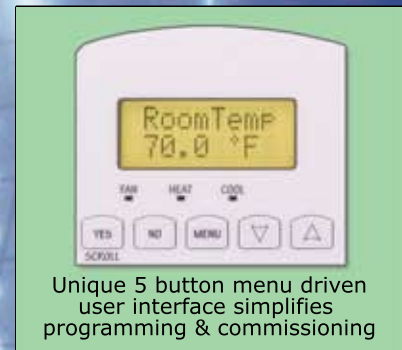 RoomTemp
70.0 °F
FAN HEAT COOL
YES NO MENU
SCROLL
Unique 5 button menu driven
user interface simplifies
programming & commissioning